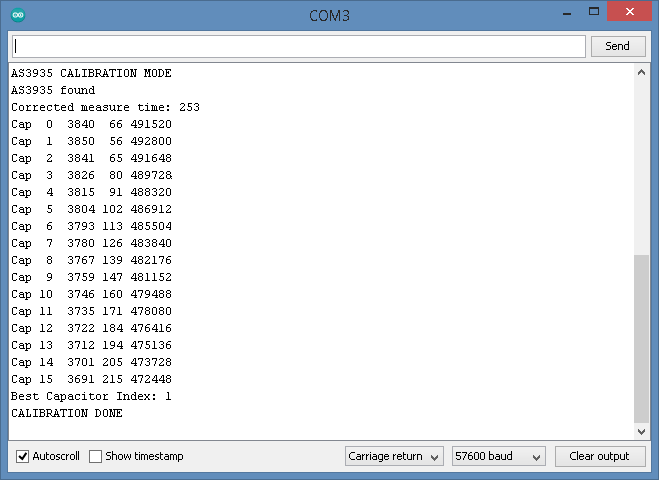 COM3
Send
AS3935 CALIBRATION MODE
AS3935 found
Corrected measure time: 253
Cap  0  3840  66 491520
Cap  1  3850  56 492800
Cap  2  3841  65 491648
Cap  3  3826  80 489728
Cap  4  3815  91 488320
Cap  5  3804 102 486912
Cap  6  3793 113 485504
Cap  7  3780 126 483840
Cap  8  3767 139 482176
Cap  9  3759 147 481152
Cap 10  3746 160 479488
Cap 11  3735 171 478080
Cap 12  3722 184 476416
Cap 13  3712 194 475136
Cap 14  3701 205 473728
Cap 15  3691 215 472448
Best Capacitor Index: 1
CALIBRATION DONE
Autoscroll Show timestamp Carriage return 57600 baud Clear output